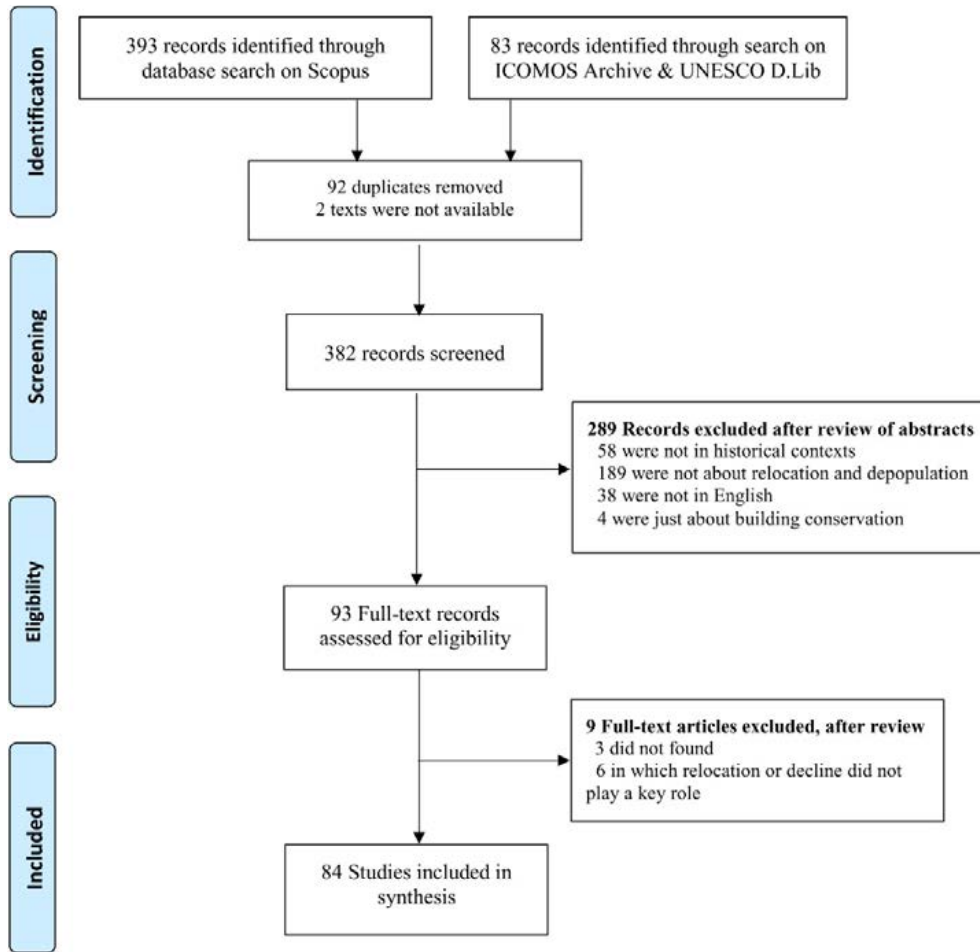 Identification
393 records identified through
database search on Scopus
83 records identified through search on
ICOMOS Archive & UNESCO D.Lib
92 duplicates removed
2 texts were not available
Screening
382 records screened
289 Records excluded after review of abstracts
58 were not in historical contexts
189 were not about relocation and depopulation
38 were not in English
4 were just about building conservation
Eligibility
93 Full-text records
assessed for eligibility
9 Full-text articles excluded, after review
3 did not found
6 in which relocation or decline did not
play a key role
Included
84 Studies included in
synthesis